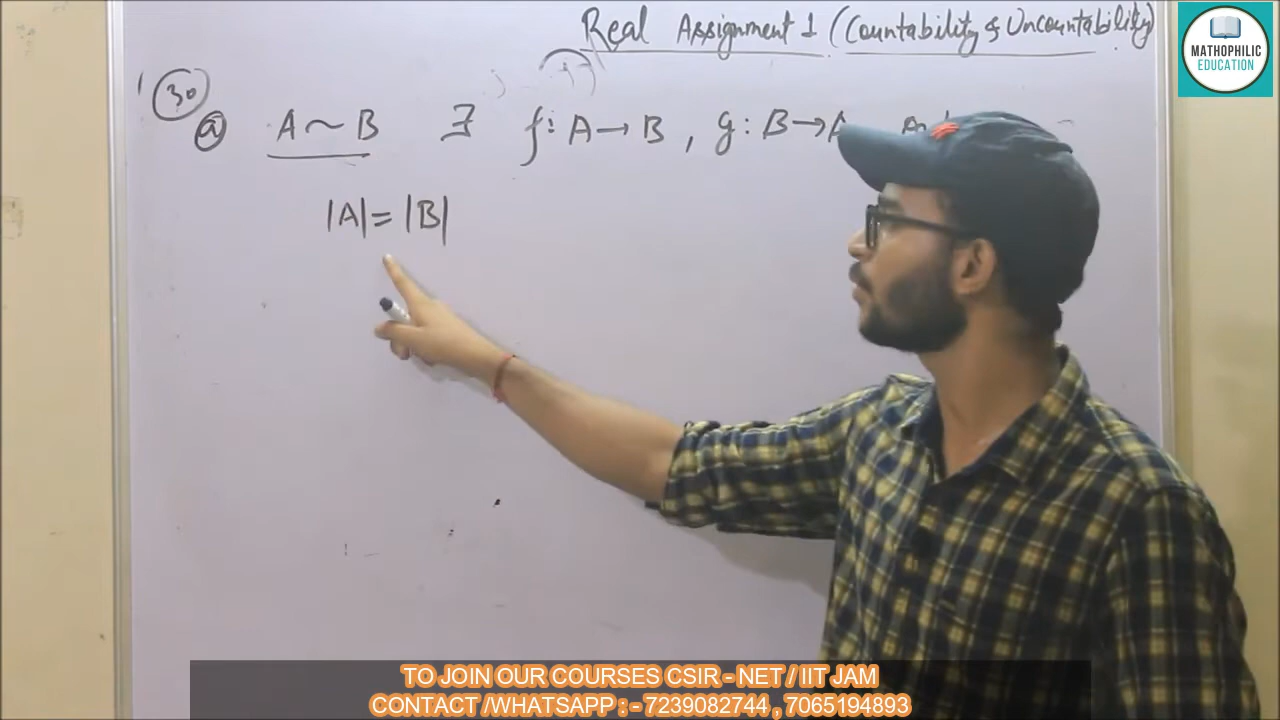 Real Assignment 1 (Countability & Uncountability)
MATHOPHILIC
EDUCATION
30
a A ~ B ∃ f: A → B , g: B → A
|A| = |B|
TO JOIN OUR COURSES CSIR - NET / IIT JAM
CONTACT /WHATSAPP : - 7239082744 , 7065194893